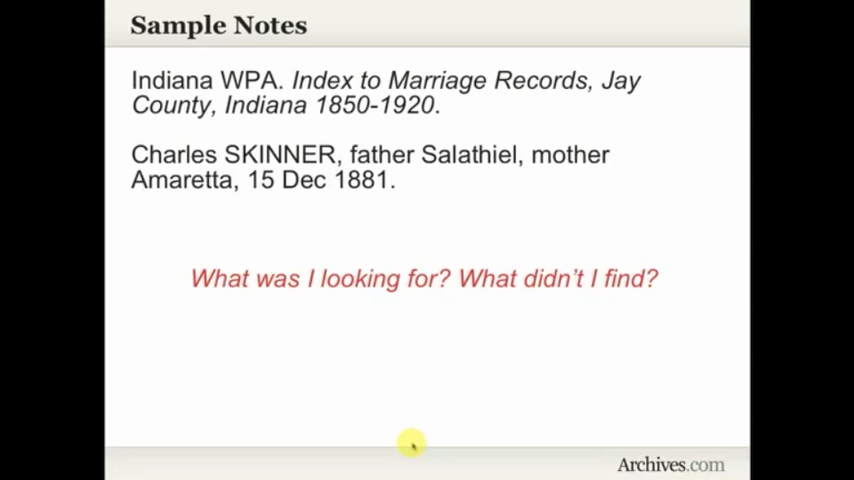 Sample Notes
Indiana WPA. Index to Marriage Records, Jay
County, Indiana 1850-1920.
Charles SKINNER, father Salathiel, mother
Amaretta, 15 Dec 1881.
What was I looking for? What didn't I find?
Archives.com